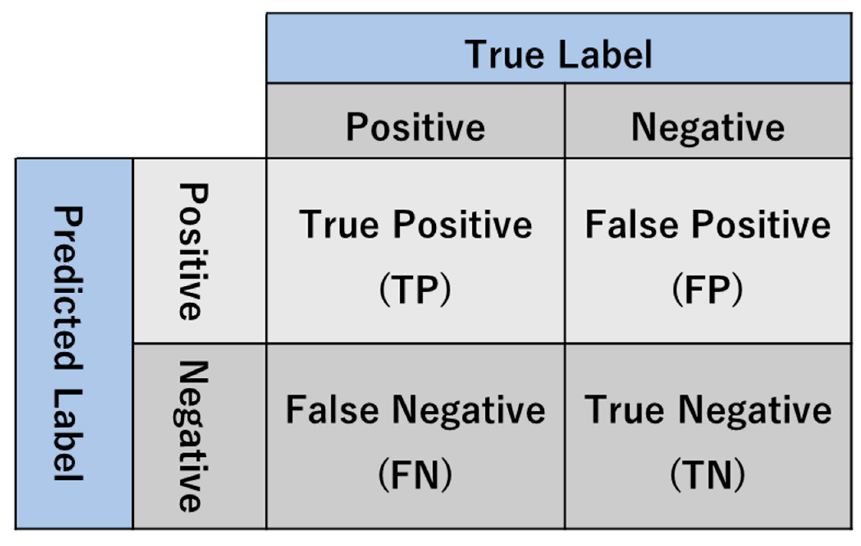 True Label
Positive
Negative
Predicted Label
Positive
True Positive
(TP)
False Positive
(FP)
Negative
False Negative
(FN)
True Negative
(TN)